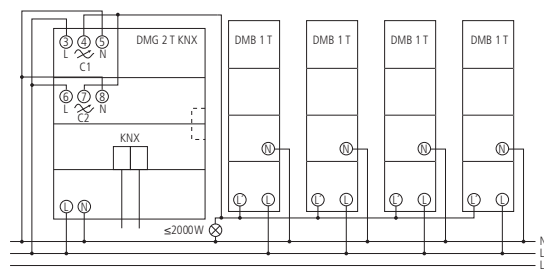 3 4 5 DMG 2 T KNX DMB 1 T DMB 1 T DMB 1 T DMB 1 T
L N
C1
6 7 8
L N
C2
KNX
N N N N
L N L' L L' L L' L L' L
≤2000W
N
L
L